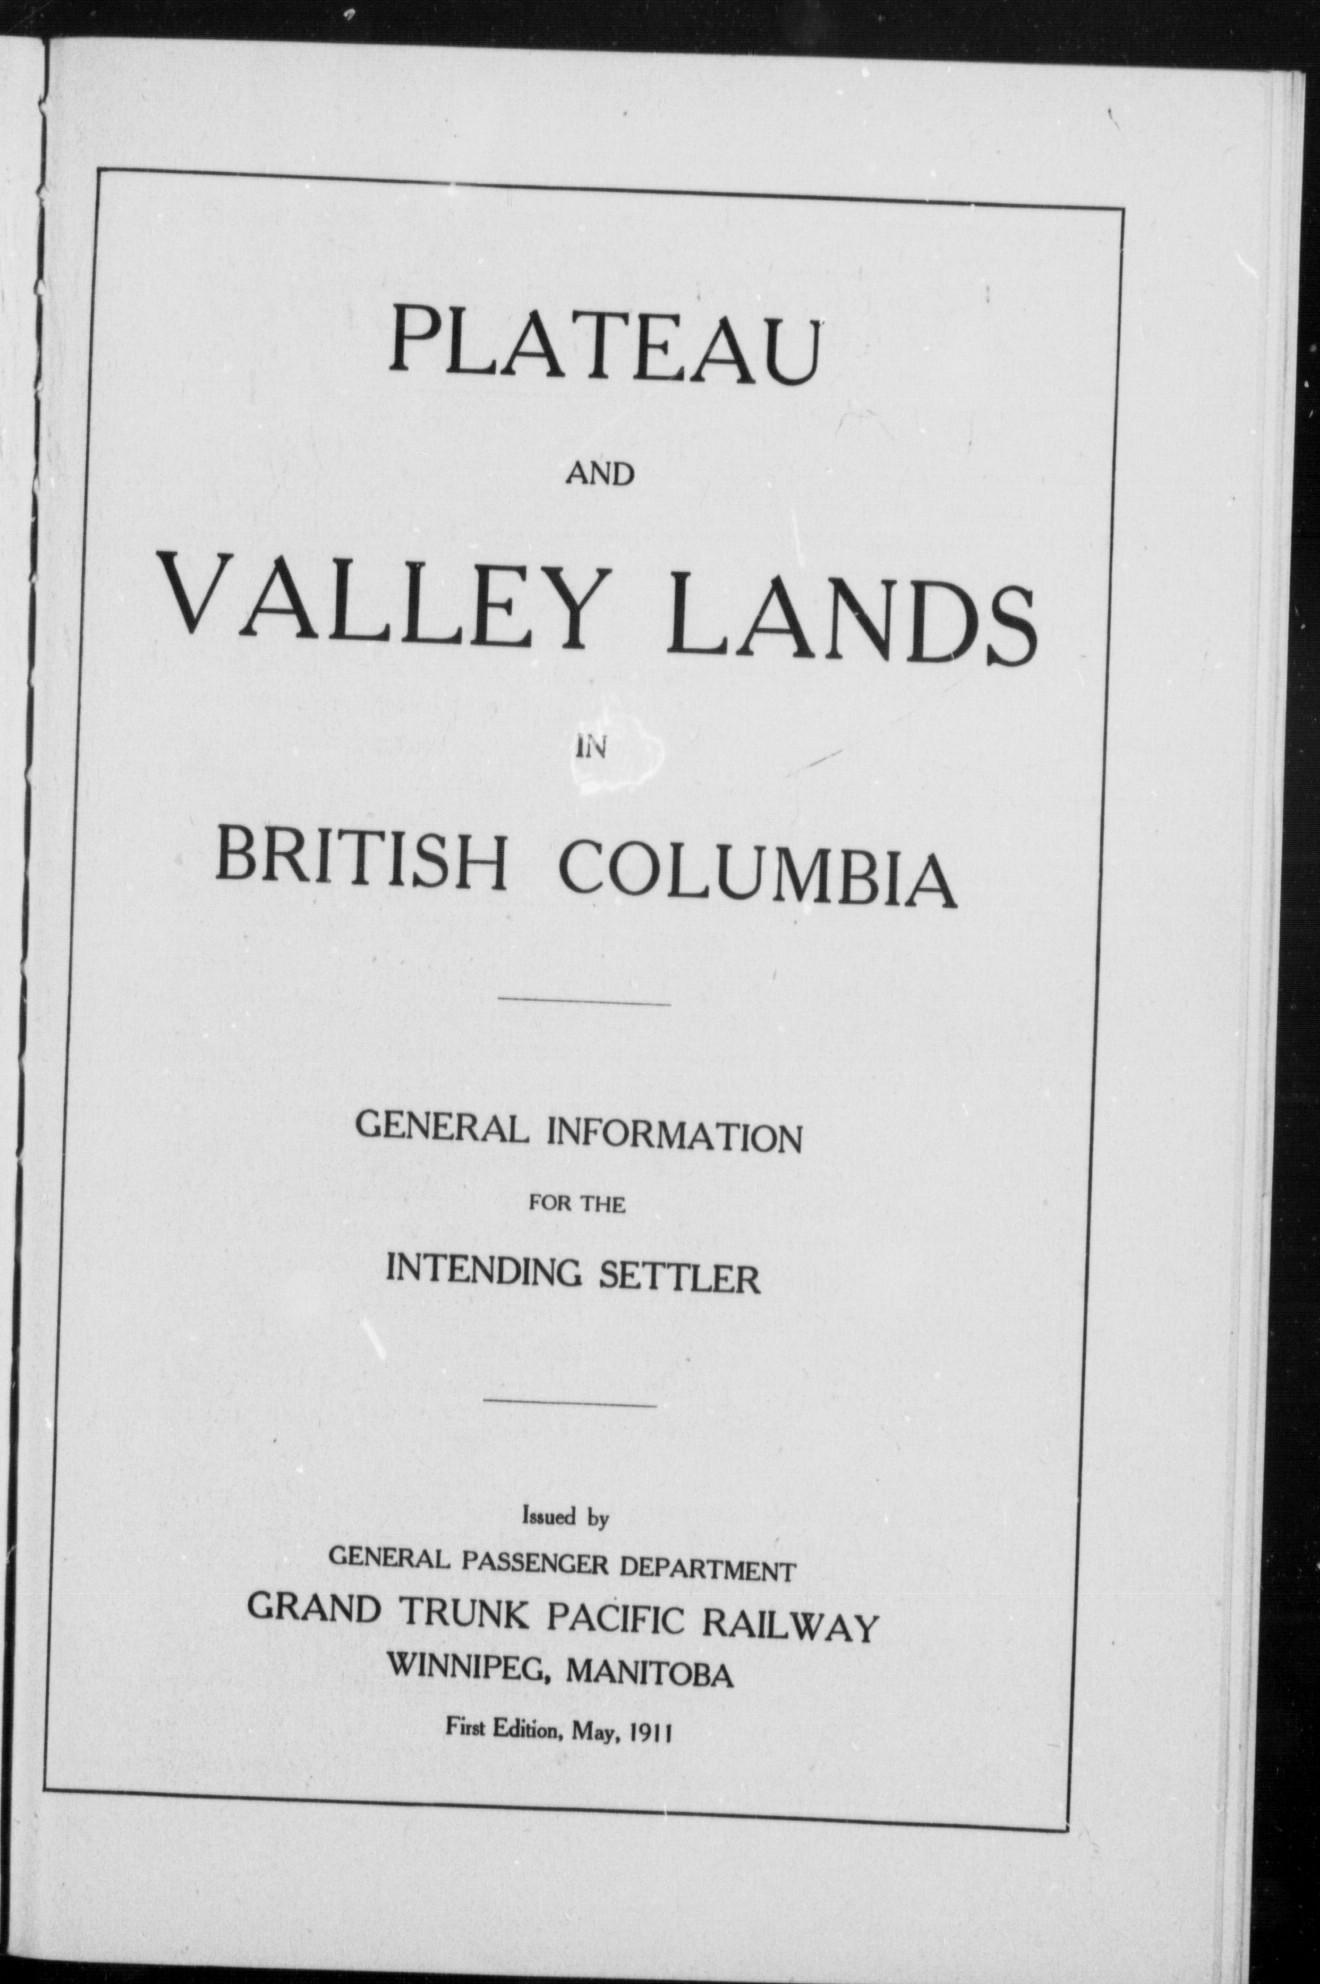 PLATEAU
AND
VALLEY LANDS
IN
BRITISH COLUMBIA
GENERAL INFORMATION
FOR THE
INTENDING SETTLER
Issued by
GENERAL PASSENGER DEPARTMENT
GRAND TRUNK PACIFIC RAILWAY
WINNIPEG, MANITOBA
First Edition, May, 1911